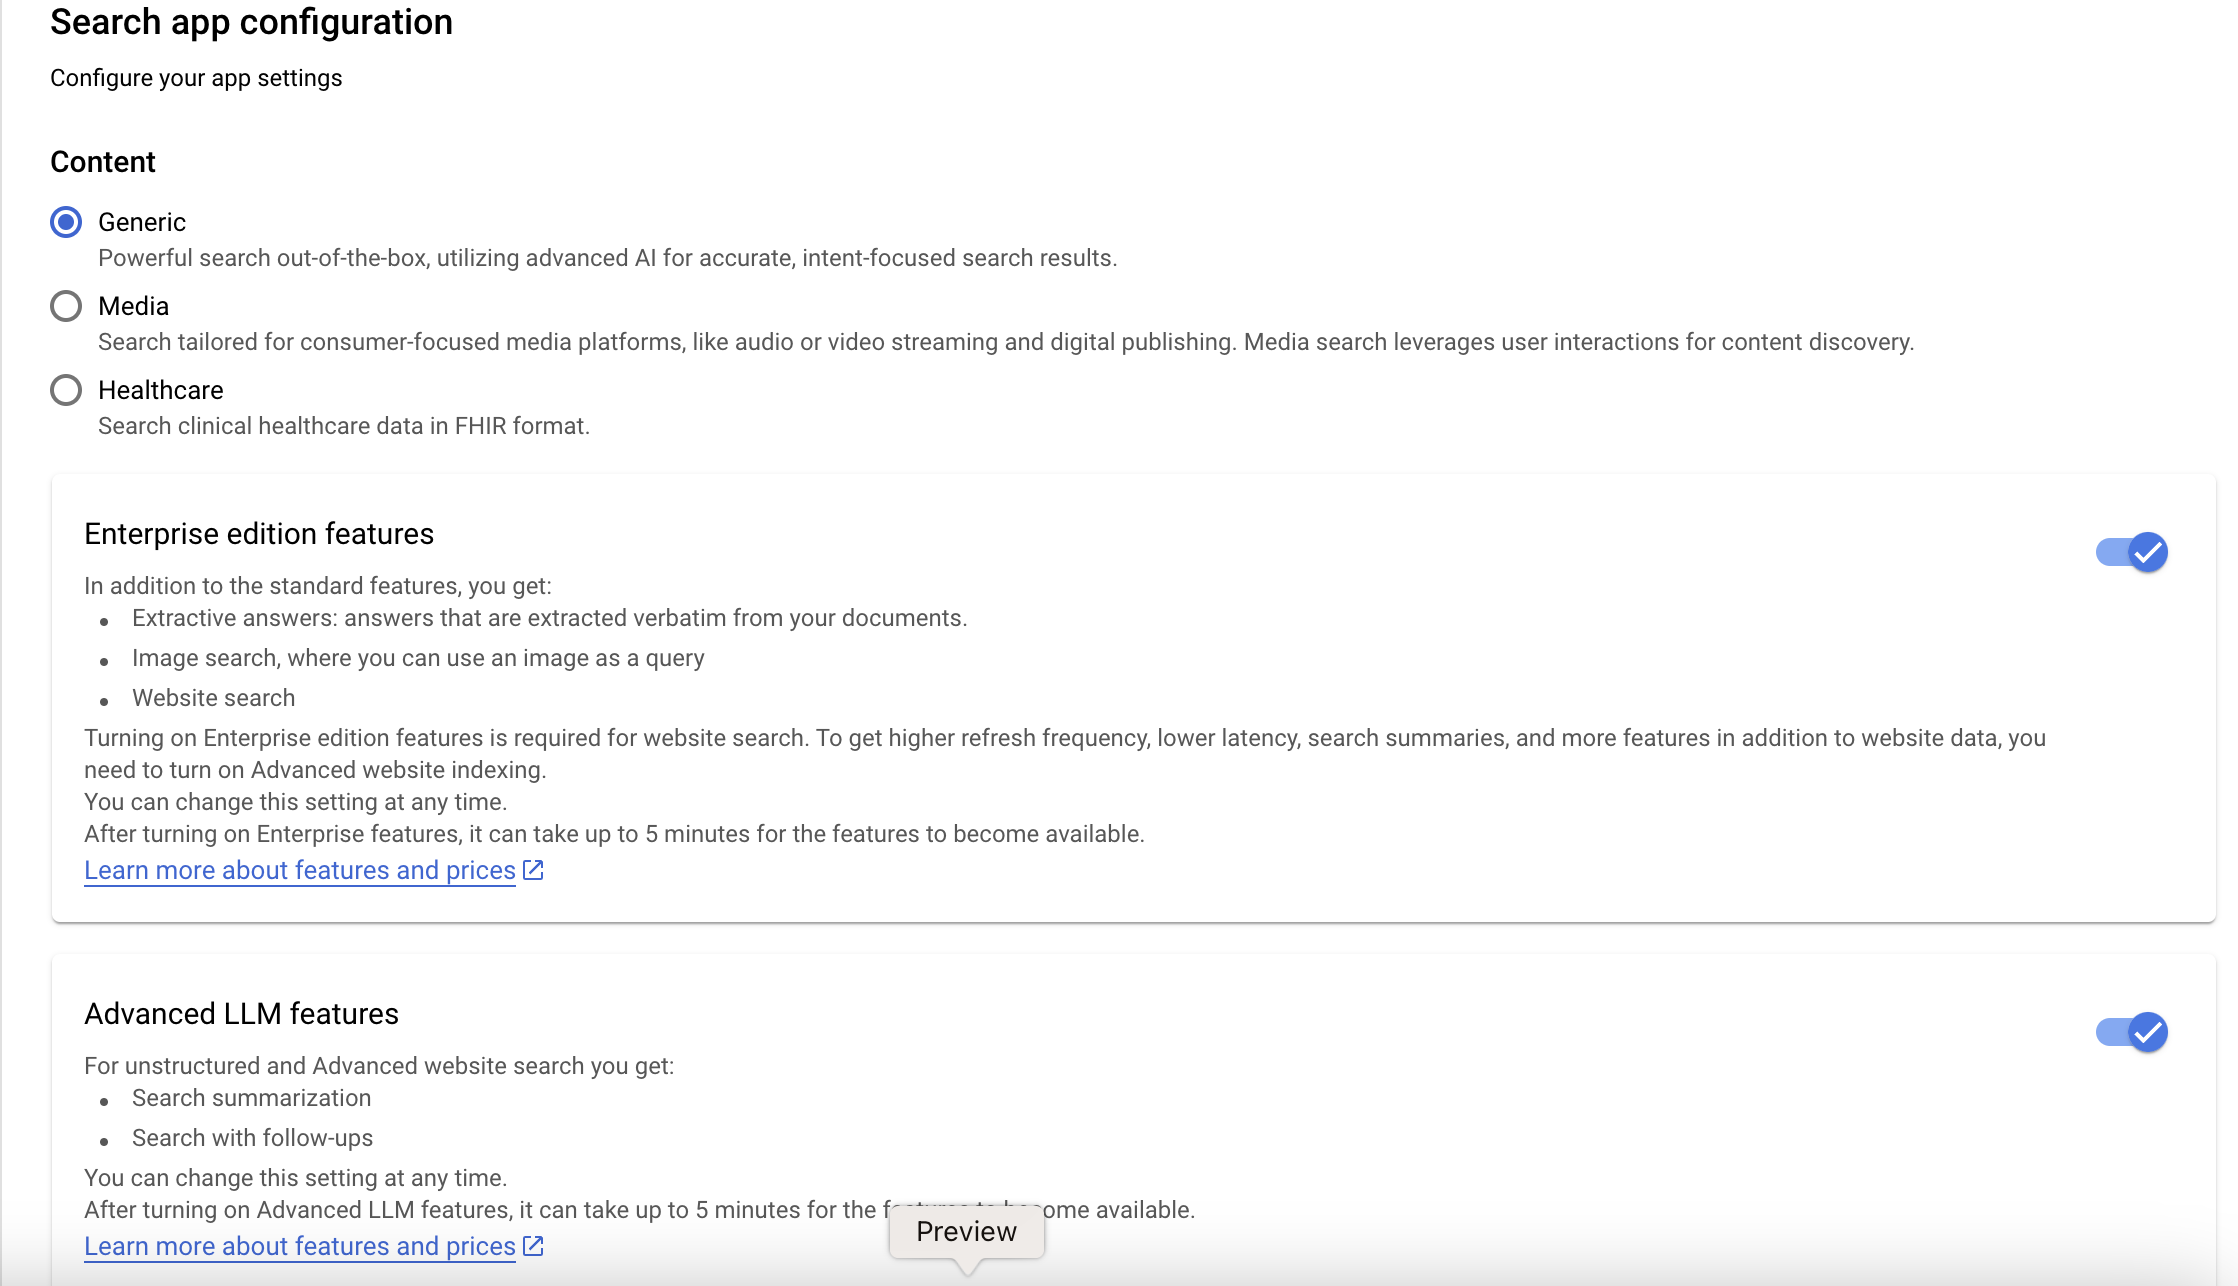 Search app configuration
Configure your app settings
Content
Generic
Powerful search out-of-the-box, utilizing advanced AI for accurate, intent-focused search results.
Media
Search tailored for consumer-focused media platforms, like audio or video streaming and digital publishing. Media search leverages user interactions for content discovery.
Healthcare
Search clinical healthcare data in FHIR format.
Enterprise edition features
In addition to the standard features, you get:
• Extractive answers: answers that are extracted verbatim from your documents.
• Image search, where you can use an image as a query
• Website search
Turning on Enterprise edition features is required for website search. To get higher refresh frequency, lower latency, search summaries, and more features in addition to website data, you
need to turn on Advanced website indexing.
You can change this setting at any time.
After turning on Enterprise features, it can take up to 5 minutes for the features to become available.
Learn more about features and prices
Advanced LLM features
For unstructured and Advanced website search you get:
• Search summarization
• Search with follow-ups
You can change this setting at any time.
After turning on Advanced LLM features, it can take up to 5 minutes for the available.
Preview
Learn more about features and prices